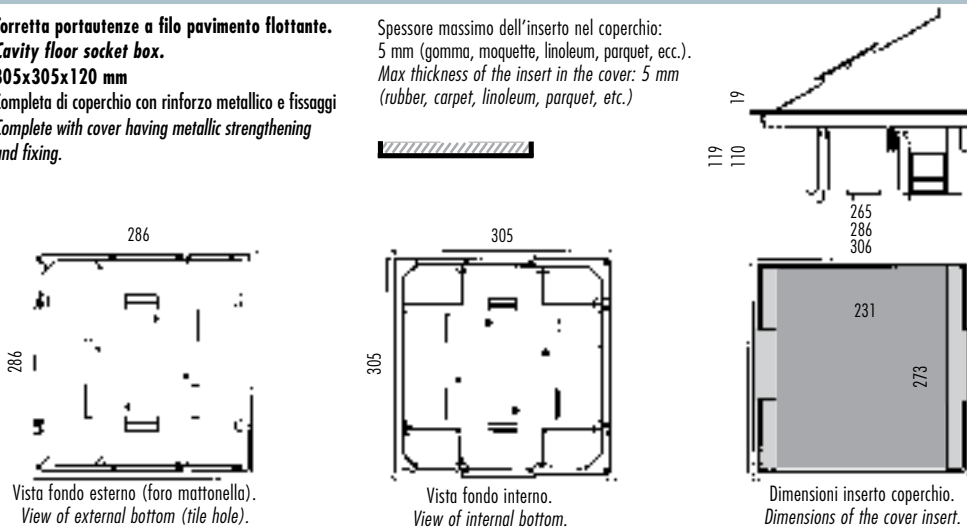 Torretta portautenze a filo pavimento flottante.
Cavity floor socket box.
305x305x120 mm
Completa di coperchio con rinforzo metallico e fissaggi
Complete with cover having metallic strengthening
and fixing.
Spessore massimo dell'inserto nel coperchio:
5 mm (gomma, moquette, linoleum, parquet, ecc.).
Max thickness of the insert in the cover: 5 mm
(rubber, carpet, linoleum, parquet, etc.)
19
119
110
265
286
306
286
286
Vista fondo esterno (foro mattonella).
View of external bottom (tile hole).
305
305
Vista fondo interno.
View of internal bottom.
231
273
Dimensioni inserto coperchio.
Dimensions of the cover insert.